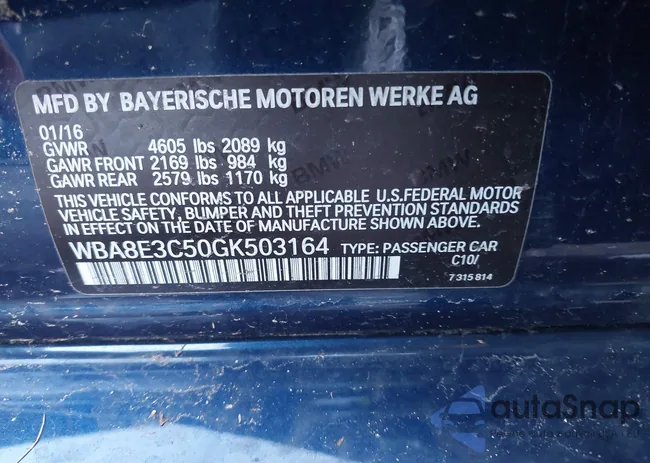 MFD BY BAYERISCHE MOTOREN WERKE AG
01/16
GVWR 4605 lbs 2089 kg
GAWR FRONT 2169 lbs 984 kg
GAWR REAR 2579 lbs 1170 kg
THIS VEHICLE CONFORMS TO ALL APPLICABLE U.S.FEDERAL MOTOR
VEHICLE SAFETY, BUMPER AND THEFT PREVENTION STANDARDS
IN EFFECT ON THE DATE OF MANUFACTURE SHOWN ABOVE.
WBA8E3C50GK503164 TYPE: PASSENGER CAR
C10/
7 315 814
autoSnap